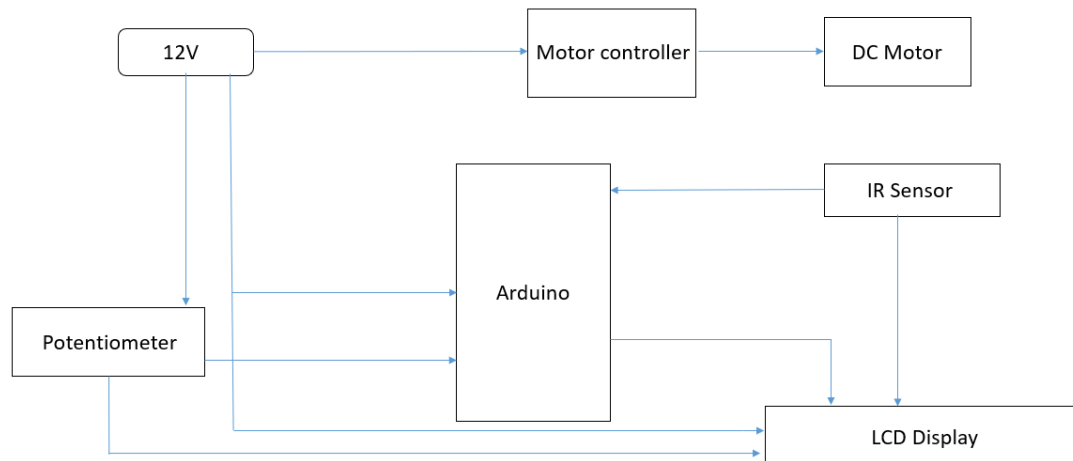 12V
Motor controller
DC Motor
IR Sensor
Arduino
Potentiometer
LCD Display